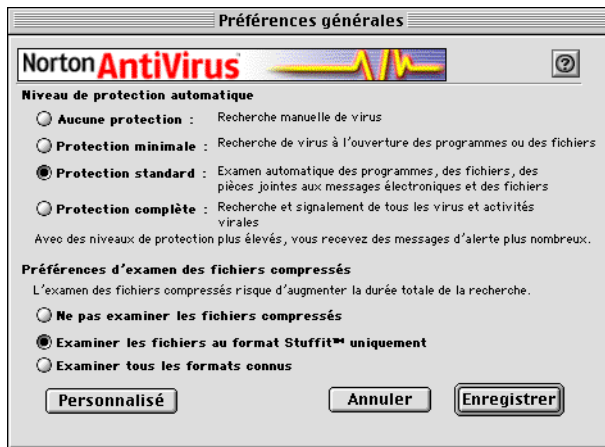 Préférences générales
Norton AntiVirus
?
Niveau de protection automatique
Aucune protection : Recherche manuelle de virus
Protection minimale : Recherche de virus à l'ouverture des programmes ou des fichiers
Protection standard : Examen automatique des programmes, des fichiers, des
pièces jointes aux messages électroniques et des fichiers
Protection complète : Recherche et signalement de tous les virus et activités
virales
Avec des niveaux de protection plus élevés, vous recevez des messages d'alerte plus nombreux.
Préférences d'examen des fichiers compressés
L'examen des fichiers compressés risque d'augmenter la durée totale de la recherche.
Ne pas examiner les fichiers compressés
Examiner les fichiers au format Stuffit™ uniquement
Examiner tous les formats connus
Personnalisé Annuler Enregistrer